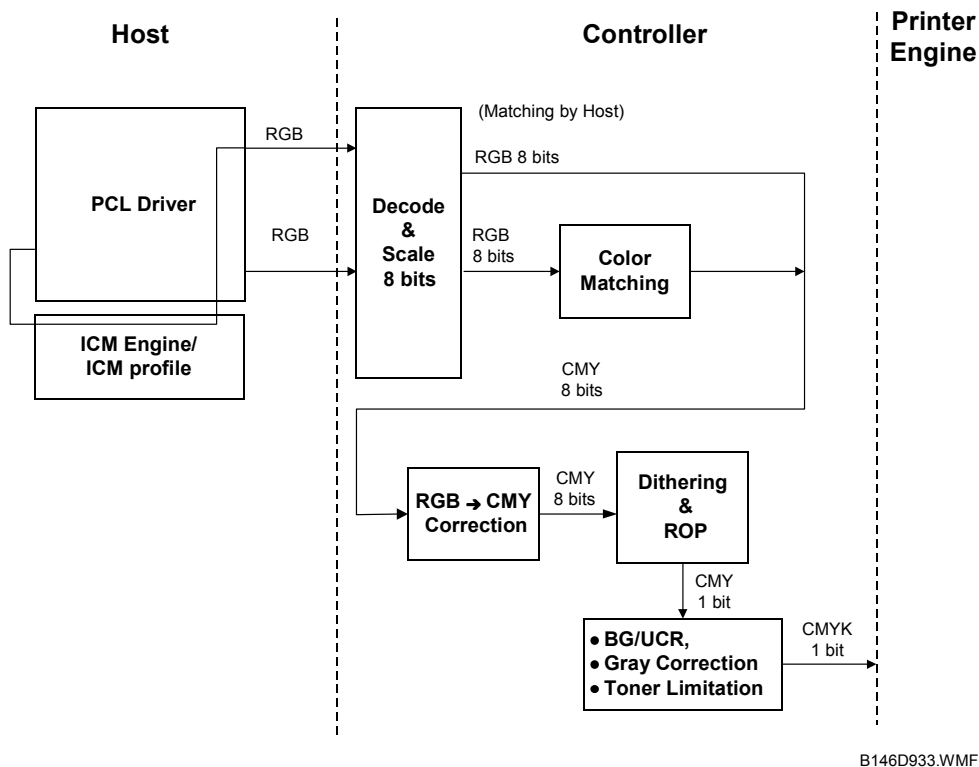 Host
Controller
Printer
Engine
PCL Driver
ICM Engine/
ICM profile
RGB
RGB
Decode
&
Scale
8 bits
(Matching by Host)
RGB 8 bits
RGB
8 bits
Color
Matching
CMY
8 bits
RGB → CMY
Correction
CMY
8 bits
Dithering
&
ROP
CMY
1 bit
● BG/UCR,
● Gray Correction
● Toner Limitation
CMYK
1 bit
B146D933.WMF